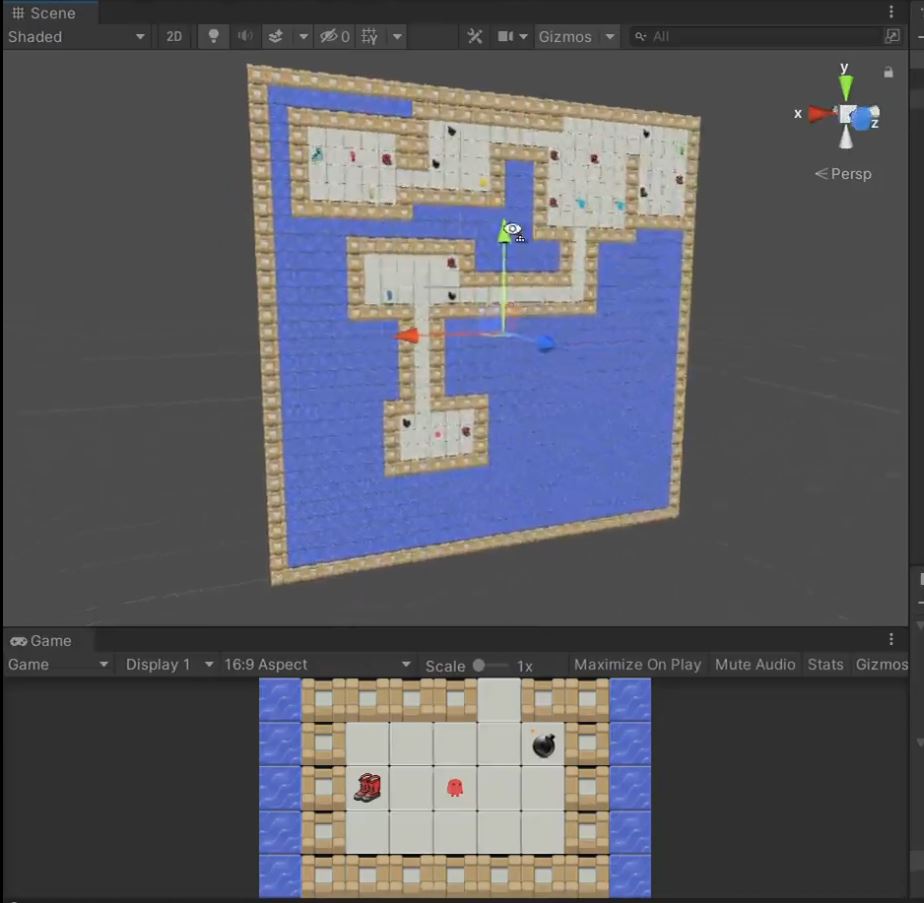 Scene
Shaded 2D 0 Gizmos All
y
x z
Persp
Game
Game Display 1 16:9 Aspect Scale 1x Maximize On Play Mute Audio Stats Gizmos